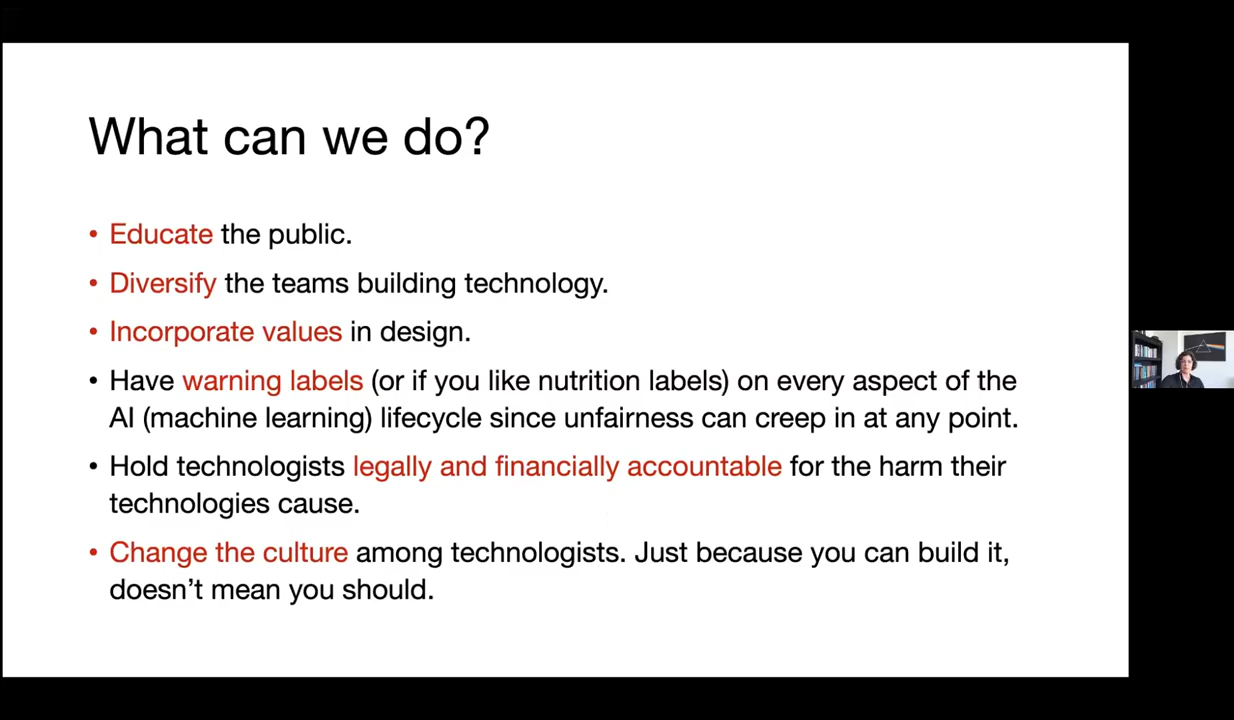 What can we do?
• Educate the public.
• Diversify the teams building technology.
• Incorporate values in design.
• Have warning labels (or if you like nutrition labels) on every aspect of the
AI (machine learning) lifecycle since unfairness can creep in at any point.
• Hold technologists legally and financially accountable for the harm their
technologies cause.
• Change the culture among technologists. Just because you can build it,
doesn’t mean you should.